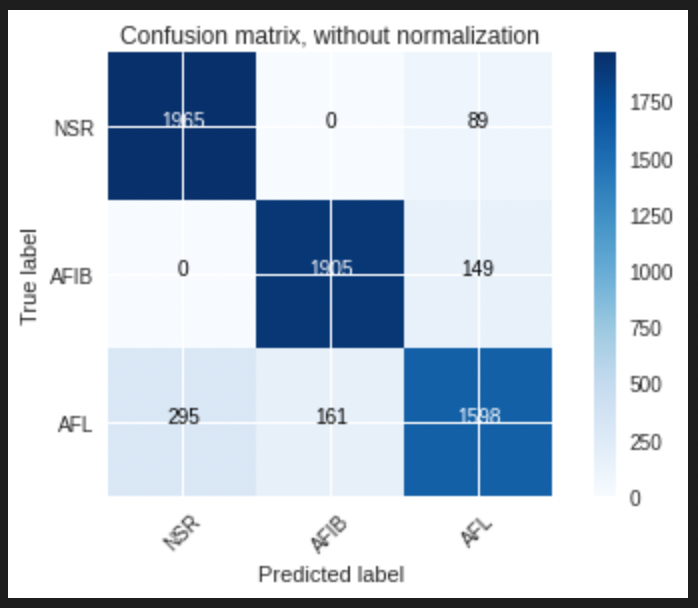 Confusion matrix, without normalization
NSR 1965 0 89
AFIB 0 1905 149
AFL 295 161 1598
True label
NSR AFIB AFL
Predicted label
1750
1500
1250
1000
750
500
250
0